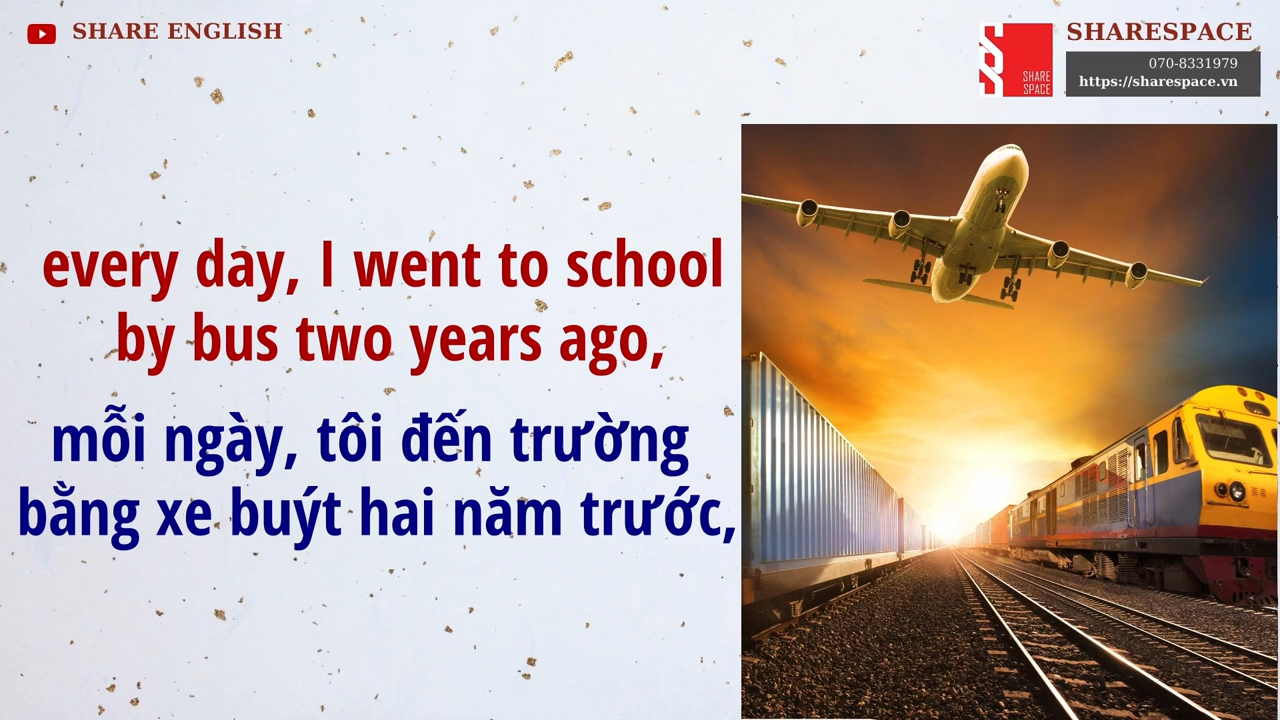 SHARE ENGLISH
SHARESPACE
070-8331979
https://sharespace.vn
SHARE
SPACE
every day, I went to school
by bus two years ago,
mỗi ngày, tôi đến trường
bằng xe buýt hai năm trước,